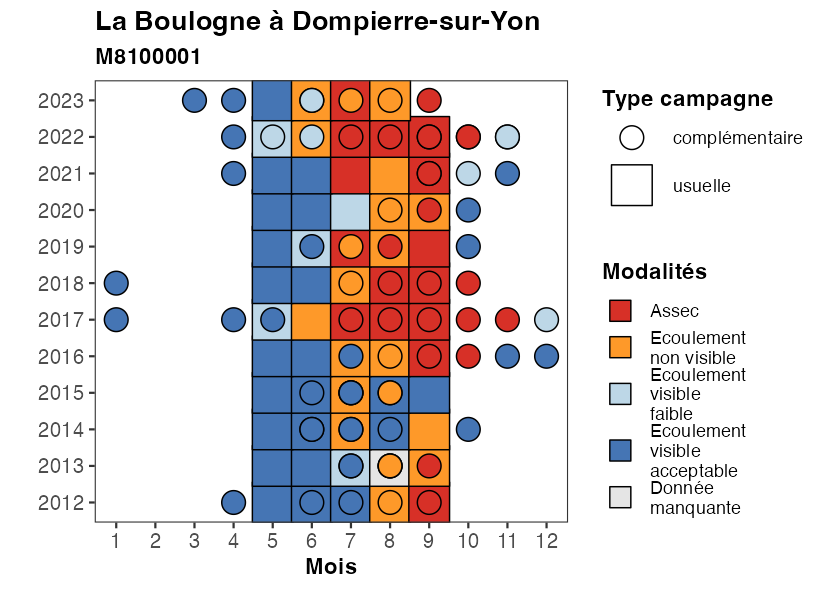 La Boulogne à Dompierre-sur-Yon
M8100001
2023
2022
2021
2020
2019
2018
2017
2016
2015
2014
2013
2012
1 2 3 4 5 6 7 8 9 10 11 12
Mois
Type campagne
complémentaire
usuelle
Modalités
Assec
Ecoulement
non visible
Ecoulement
visible
faible
Ecoulement
visible
acceptable
Donnée
manquante